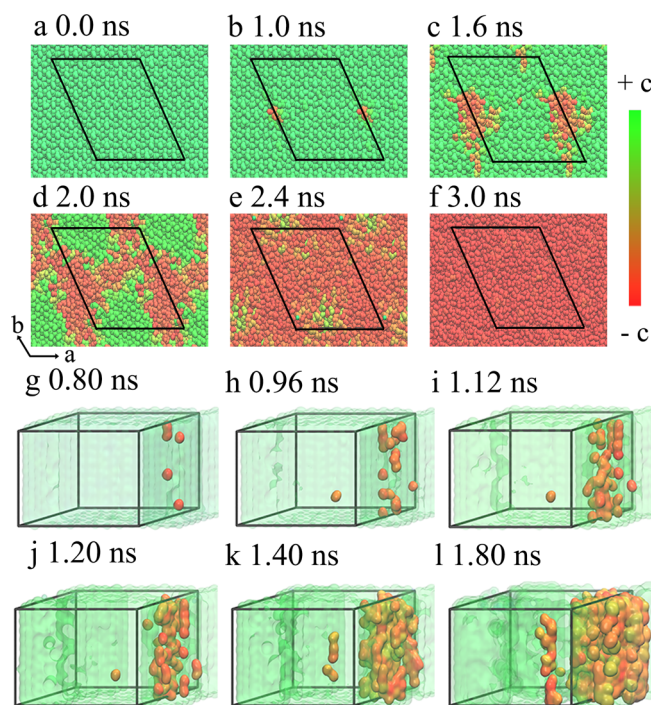 a 0.0 ns
b 1.0 ns
c 1.6 ns
+ c
d 2.0 ns
e 2.4 ns
f 3.0 ns
- c
b
a
g 0.80 ns
h 0.96 ns
i 1.12 ns
j 1.20 ns
k 1.40 ns
l 1.80 ns